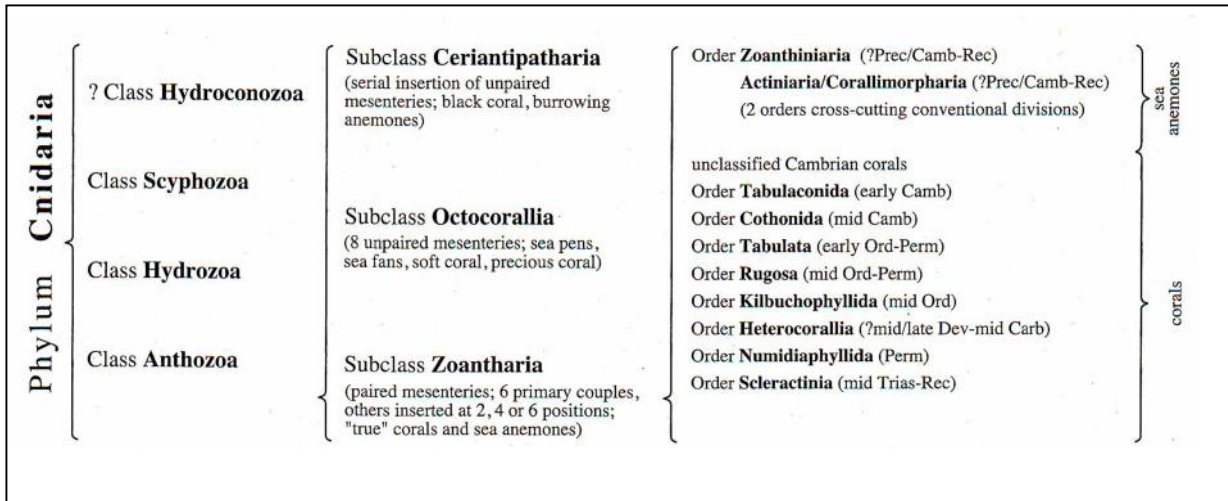 Phylum Cnidaria
? Class Hydroconozoa
Class Scyphozoa
Class Hydrozoa
Class Anthozoa
Subclass Ceriantipatharia
(serial insertion of unpaired
mesenteries; black coral, burrowing
anemones)
Subclass Octocorallia
(8 unpaired mesenteries; sea pens,
sea fans, soft coral, precious coral)
Subclass Zoantharia
(paired mesenteries; 6 primary couples,
others inserted at 2, 4 or 6 positions;
"true" corals and sea anemones)
Order Zoanthiniaria (?Prec/Camb-Rec)
Actiniaria/Corallimorpharia (?Prec/Camb-Rec)
(2 orders cross-cutting conventional divisions)
unclassified Cambrian corals
Order Tabulaconida (early Camb)
Order Cothonida (mid Camb)
Order Tabulata (early Ord-Perm)
Order Rugosa (mid Ord-Perm)
Order Kilbuchophyllida (mid Ord)
Order Heterocorallia (?mid/late Dev-mid Carb)
Order Numidiaphyllida (Perm)
Order Scleractinia (mid Trias-Rec)
sea
anemones
corals